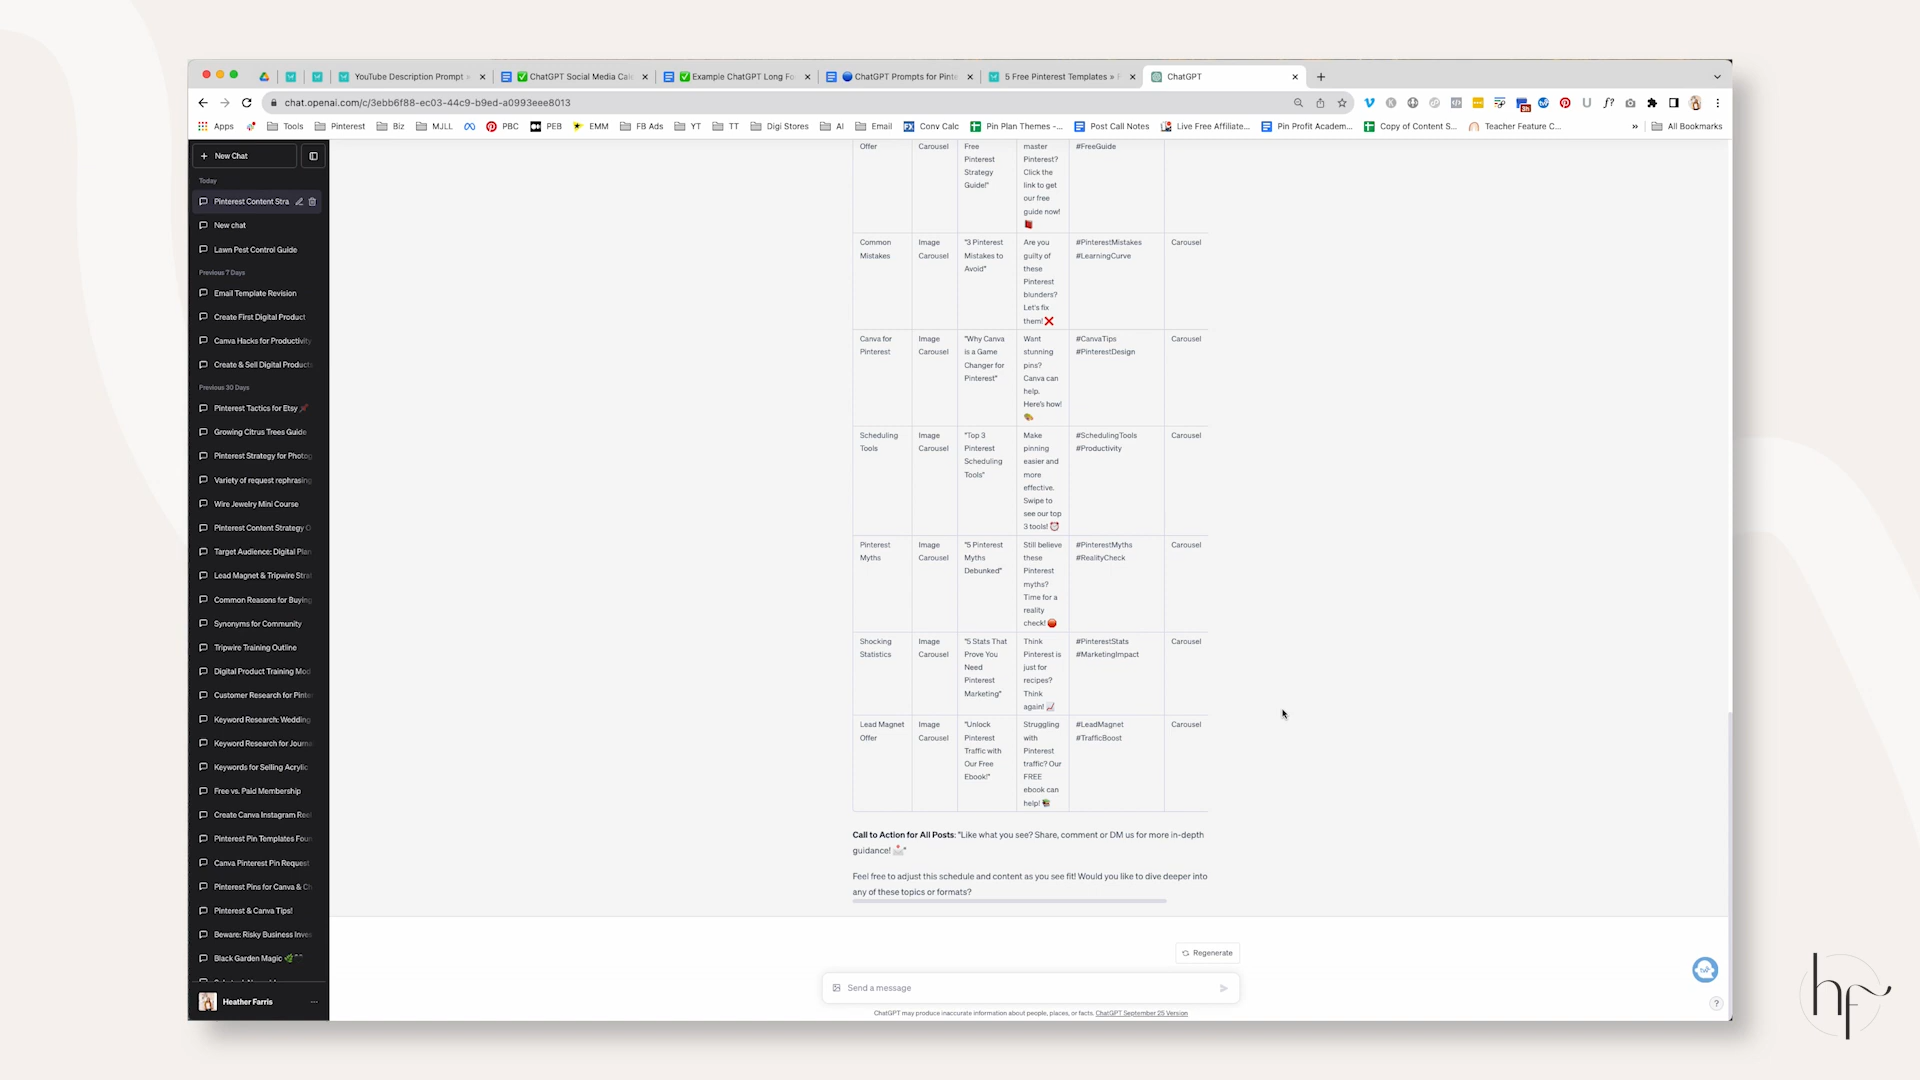 YouTube Description Prompt
ChatGPT Social Media Cal
Example ChatGPT Long Fo
ChatGPT Prompts for Pinte
5 Free Pinterest Templates »
ChatGPT
chat.openai.com/c/3ebb6f88-ec03-44c9-b9ed-a0993eee8013
Apps
Tools
Pinterest
Biz
MJLL
PBC
PEB
EMM
FB Ads
YT
TT
Digi Stores
AI
Email
Conv Calc
Pin Plan Themes -...
Post Call Notes
Live Free Affiliate...
Pin Profit Academ...
Copy of Content S...
Teacher Feature C...
»
All Bookmarks
New Chat
Today
Pinterest Content Stra
New chat
Lawn Pest Control Guide
Previous 7 Days
Email Template Revision
Create First Digital Product
Canva Hacks for Productivity
Create & Sell Digital Products
Previous 30 Days
Pinterest Tactics for Etsy 📌
Growing Citrus Trees Guide
Pinterest Strategy for Photog
Variety of request rephrasing
Wire Jewelry Mini Course
Pinterest Content Strategy
Target Audience: Digital Plan
Lead Magnet & Tripwire Strat
Common Reasons for Buying
Synonyms for Community
Tripwire Training Outline
Digital Product Training Mod
Customer Research for Pinte
Keyword Research: Wedding
Keyword Research for Journa
Keywords for Selling Acrylic
Free vs. Paid Membership
Create Canva Instagram Reel
Pinterest Pin Templates Foun
Canva Pinterest Pin Request
Pinterest Pins for Canva & Ch
Pinterest & Canva Tips!
Beware: Risky Business Inves
Black Garden Magic 🌿
Heather Farris
Offer
Carousel
Free
Pinterest
Strategy
Guide!"
master
Pinterest?
Click the
link to get
our free
guide now!
📕
#FreeGuide
Common
Mistakes
Image
Carousel
"3 Pinterest
Mistakes to
Avoid"
Are you
guilty of
these
Pinterest
blunders?
Let's fix
them! ❌
#PinterestMistakes
#LearningCurve
Carousel
Canva for
Pinterest
Image
Carousel
"Why Canva
is a Game
Changer for
Pinterest"
Want
stunning
pins?
Canva can
help.
Here's how!
🎨
#CanvaTips
#PinterestDesign
Carousel
Scheduling
Tools
Image
Carousel
"Top 3
Pinterest
Scheduling
Tools"
Make
pinning
easier and
more
effective.
Swipe to
see our top
3 tools! ⏰
#SchedulingTools
#Productivity
Carousel
Pinterest
Myths
Image
Carousel
"5 Pinterest
Myths
Debunked"
Still believe
these
Pinterest
myths?
Time for a
reality
check! 🛑
#PinterestMyths
#RealityCheck
Carousel
Shocking
Statistics
Image
Carousel
"5 Stats That
Prove You
Need
Pinterest
Marketing"
Think
Pinterest is
just for
recipes?
Think
again! 📈
#PinterestStats
#MarketingImpact
Carousel
Lead Magnet
Offer
Image
Carousel
"Unlock
Pinterest
Traffic with
Our Free
Ebook!"
Struggling
with
Pinterest
traffic? Our
FREE
ebook can
help! 📚
#LeadMagnet
#TrafficBoost
Carousel
Call to Action for All Posts: "Like what you see? Share, comment or DM us for more in-depth
guidance! 📩"
Feel free to adjust this schedule and content as you see fit! Would you like to dive deeper into
any of these topics or formats?
Regenerate
Send a message
ChatGPT may produce inaccurate information about people, places, or facts. ChatGPT September 25 Version
?
hf